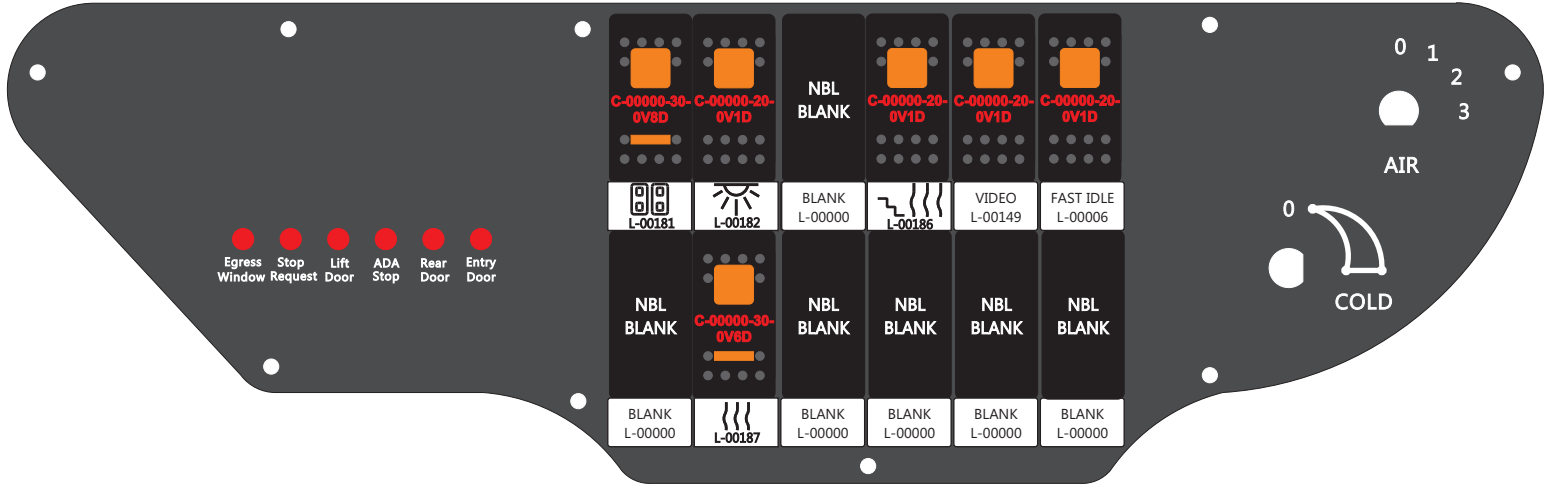 C-00000-30-
0V8D
C-00000-20-
0V1D
NBL
BLANK
C-00000-20-
0V1D
C-00000-20-
0V1D
C-00000-20-
0V1D
0
1
2
3
AIR
L-00181
L-00182
BLANK
L-00000
L-00186
VIDEO
L-00149
FAST IDLE
L-00006
0
COLD
Egress
Window
Stop
Request
Lift
Door
ADA
Stop
Rear
Door
Entry
Door
NBL
BLANK
C-00000-30-
0V6D
NBL
BLANK
NBL
BLANK
NBL
BLANK
NBL
BLANK
BLANK
L-00000
L-00187
BLANK
L-00000
BLANK
L-00000
BLANK
L-00000
BLANK
L-00000